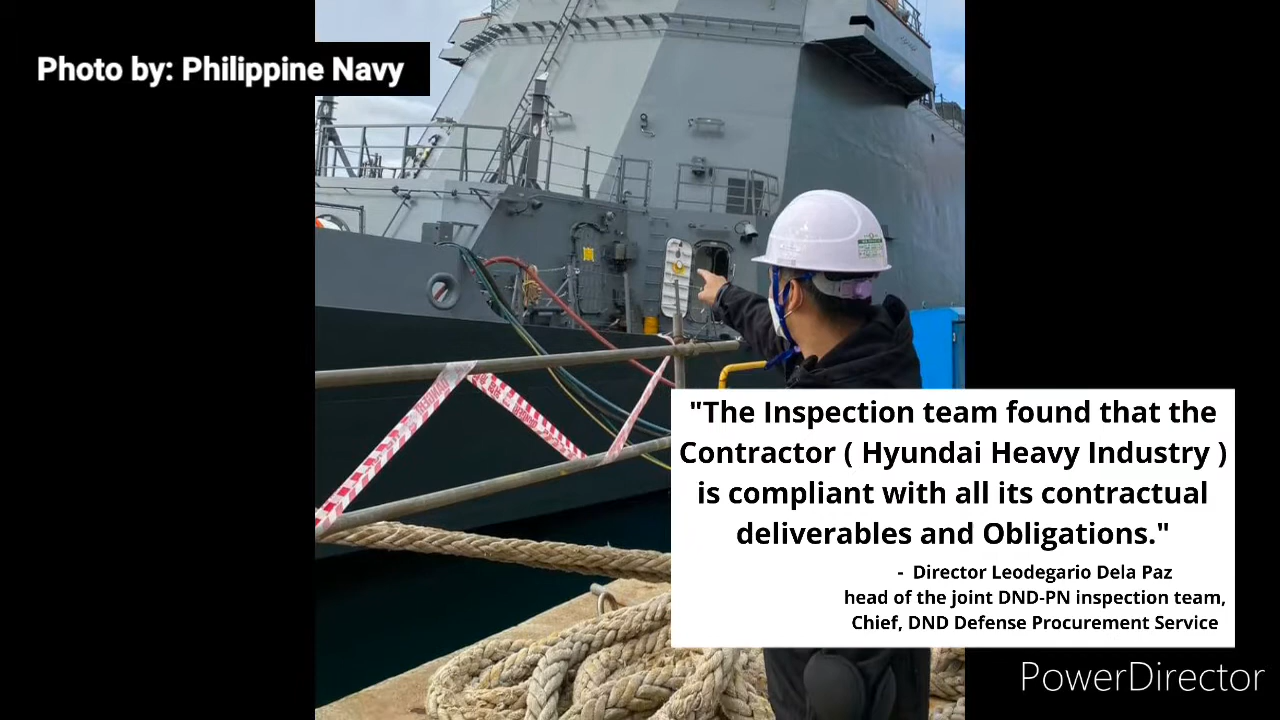 Photo by: Philippine Navy
"The Inspection team found that the
Contractor ( Hyundai Heavy Industry )
is compliant with all its contractual
deliverables and Obligations."
- Director Leodegario Dela Paz
head of the joint DND-PN inspection team,
Chief, DND Defense Procurement Service
PowerDirector